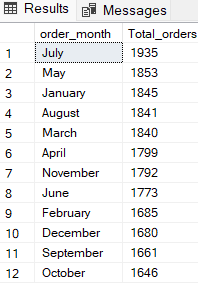 Results Messages
order_month Total_orders
1 July 1935
2 May 1853
3 January 1845
4 August 1841
5 March 1840
6 April 1799
7 November 1792
8 June 1773
9 February 1685
10 December 1680
11 September 1661
12 October 1646